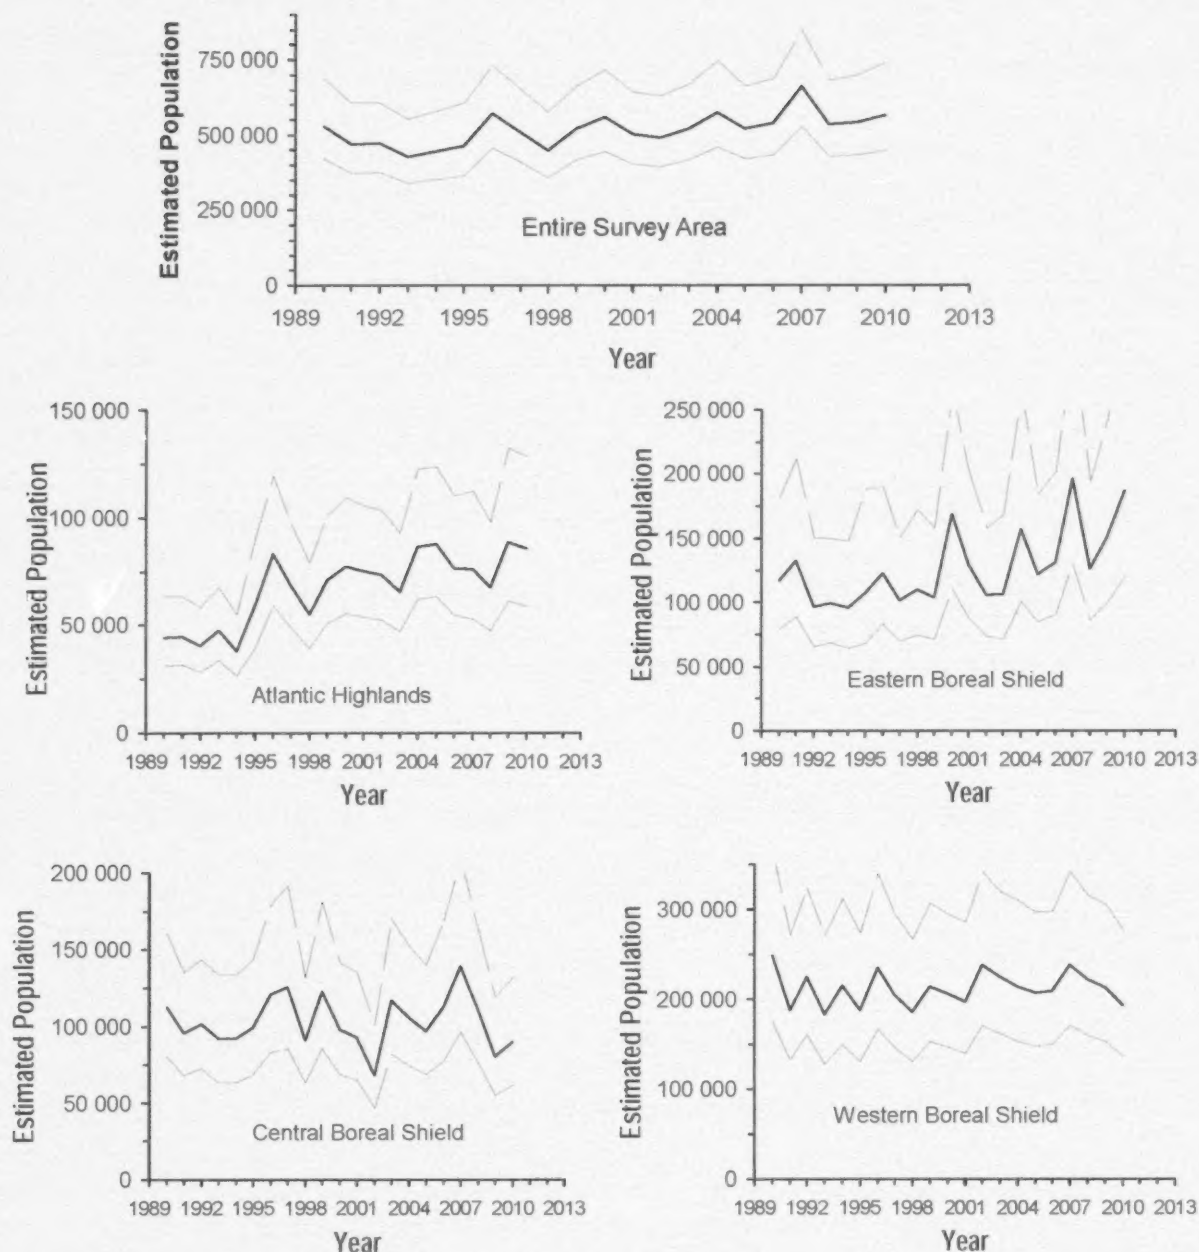 Estimated Population
750 000
500 000
250 000
0
Entire Survey Area
1989 1992 1995 1998 2001 2004 2007 2010 2013
Year
Estimated Population
150 000
100 000
50 000
0
Atlantic Highlands
1989 1992 1995 1998 2001 2004 2007 2010 2013
Year
Estimated Population
250 000
200 000
150 000
100 000
50 000
0
Eastern Boreal Shield
1989 1992 1995 1998 2001 2004 2007 2010 2013
Year
Estimated Population
200 000
150 000
100 000
50 000
0
Central Boreal Shield
1989 1992 1995 1998 2001 2004 2007 2010 2013
Year
Estimated Population
300 000
200 000
100 000
0
Western Boreal Shield
1989 1992 1995 1998 2001 2004 2007 2010 2013
Year